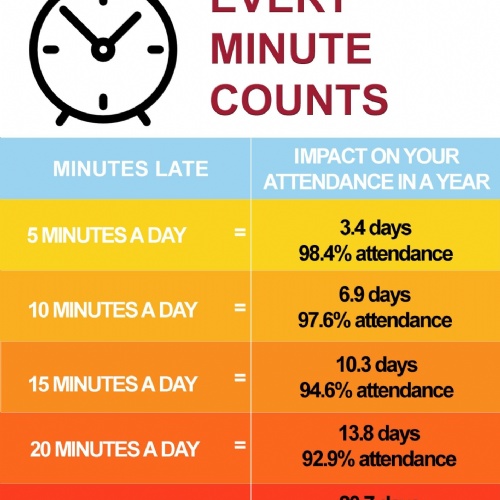 EVERY
MINUTE
COUNTS
MINUTES LATE
IMPACT ON YOUR
ATTENDANCE IN A YEAR
5 MINUTES A DAY =
3.4 days
98.4% attendance
10 MINUTES A DAY =
6.9 days
97.6% attendance
15 MINUTES A DAY =
10.3 days
94.6% attendance
20 MINUTES A DAY =
13.8 days
92.9% attendance